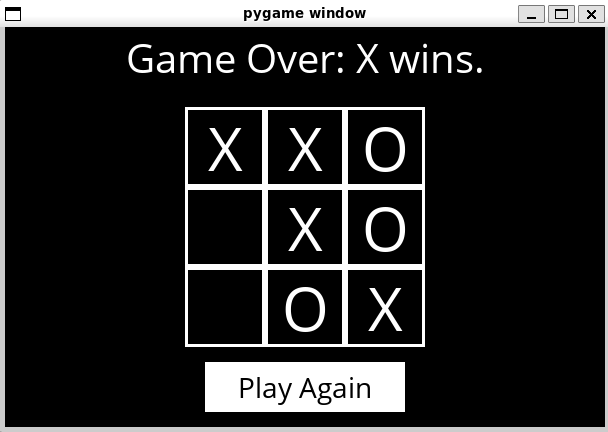 pygame window
Game Over: X wins.
X X O
X O
O X
Play Again